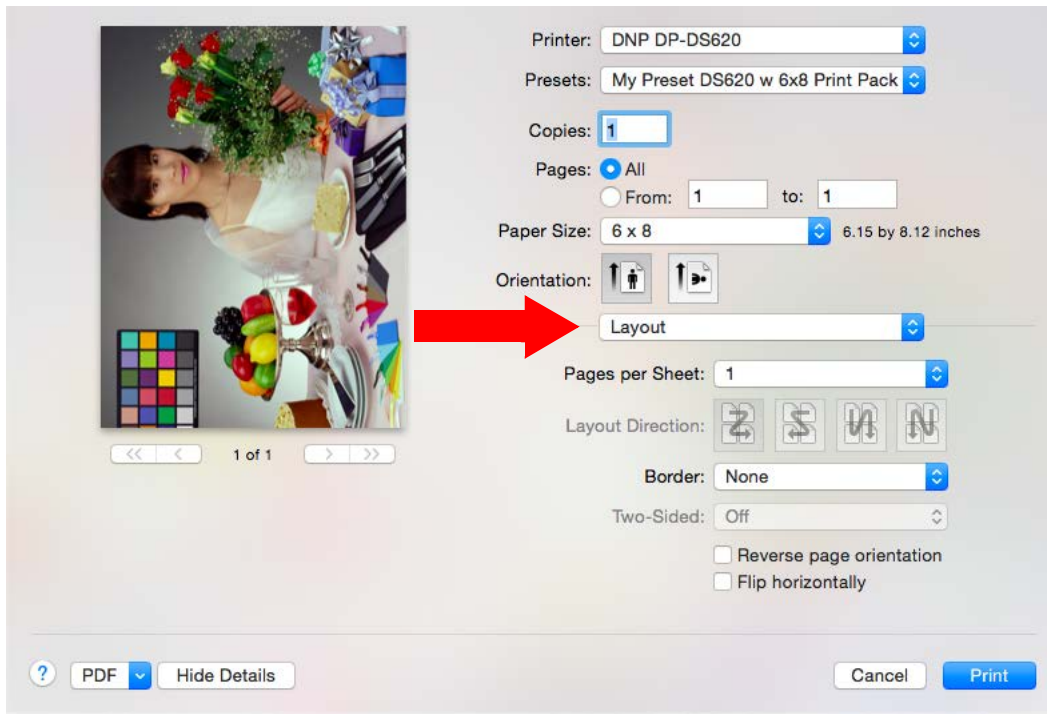 Printer: DNP DP-DS620
Presets: My Preset DS620 w 6x8 Print Pack
Copies: 1
Pages: All
From: 1 to: 1
Paper Size: 6 x 8 6.15 by 8.12 inches
Orientation:
Layout
Pages per Sheet: 1
Layout Direction:
<< < 1 of 1 > >>
Border: None
Two-Sided: Off
Reverse page orientation
Flip horizontally
? PDF Hide Details Cancel Print